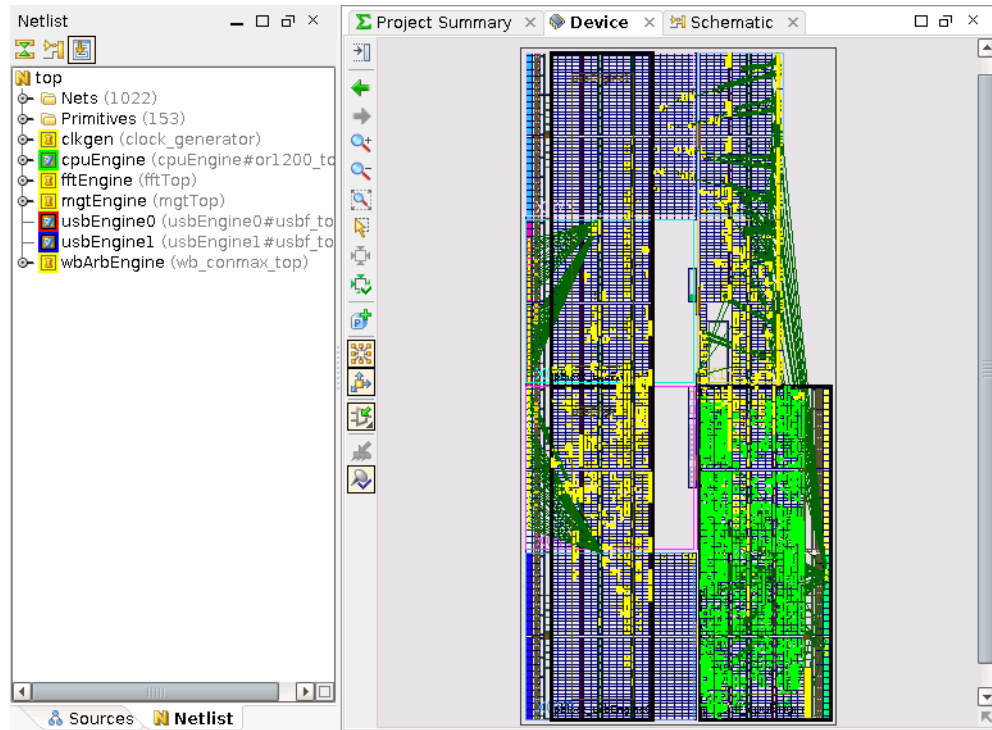 Netlist
top
Nets (1022)
Primitives (153)
clkgen (clock_generator)
cpuEngine (cpuEngine#or1200_to
fftEngine (fftTop)
mgtEngine (mgtTop)
usbEngine0 (usbEngine0#usbf_to
usbEngine1 (usbEngine1#usbf_to
wbArbEngine (wb_conmax_top)
Sources
Netlist
Project Summary
Device
Schematic